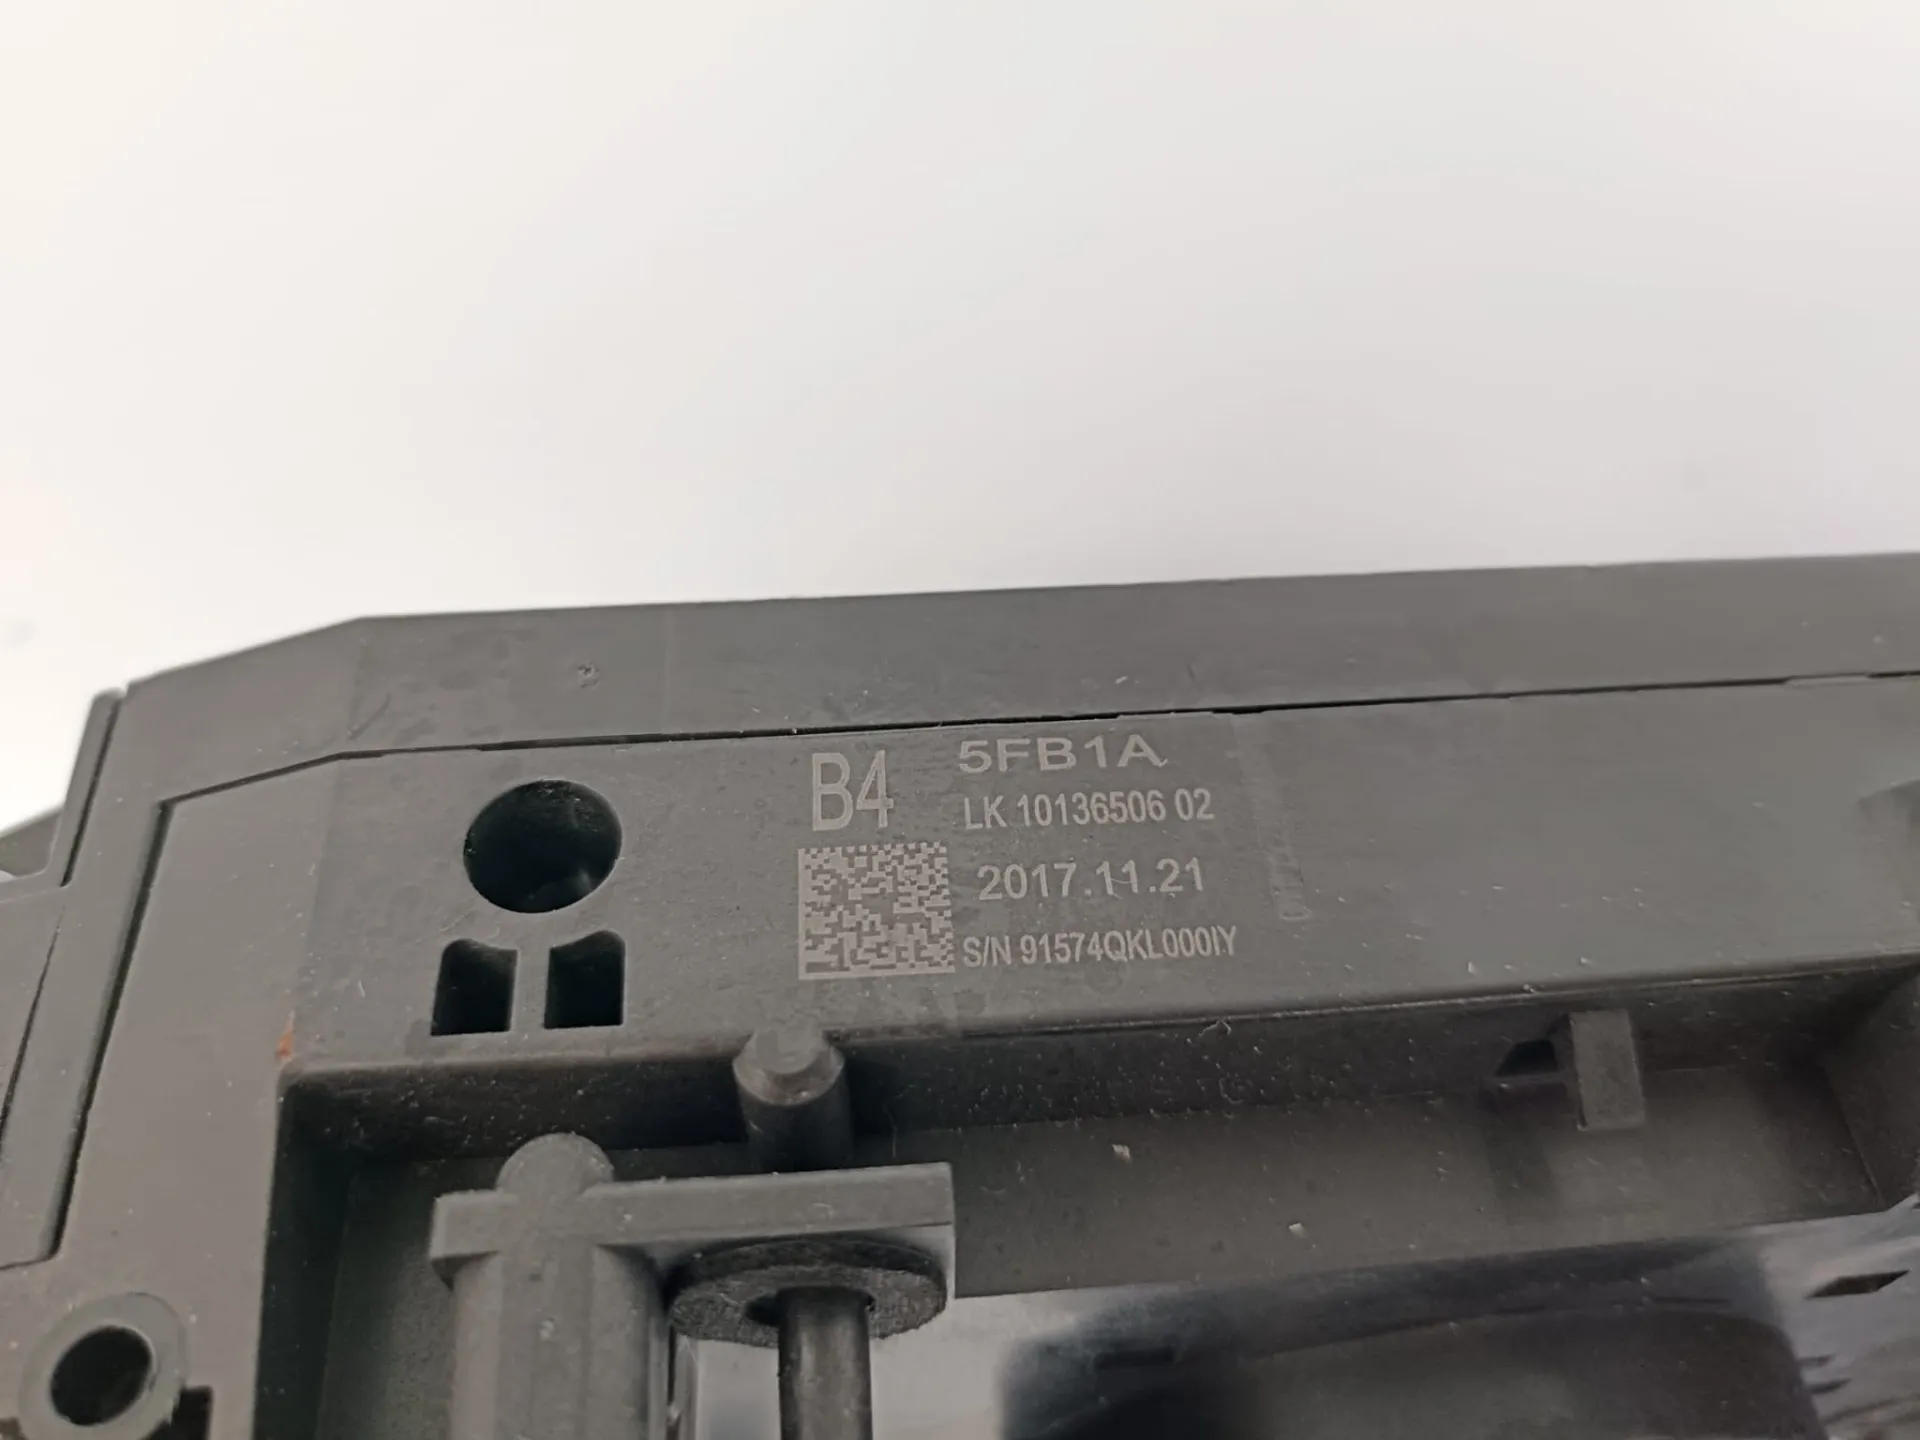 B4 5FB1A
LK 10136506 02
2017.11.21
S/N 91574QKL000IY